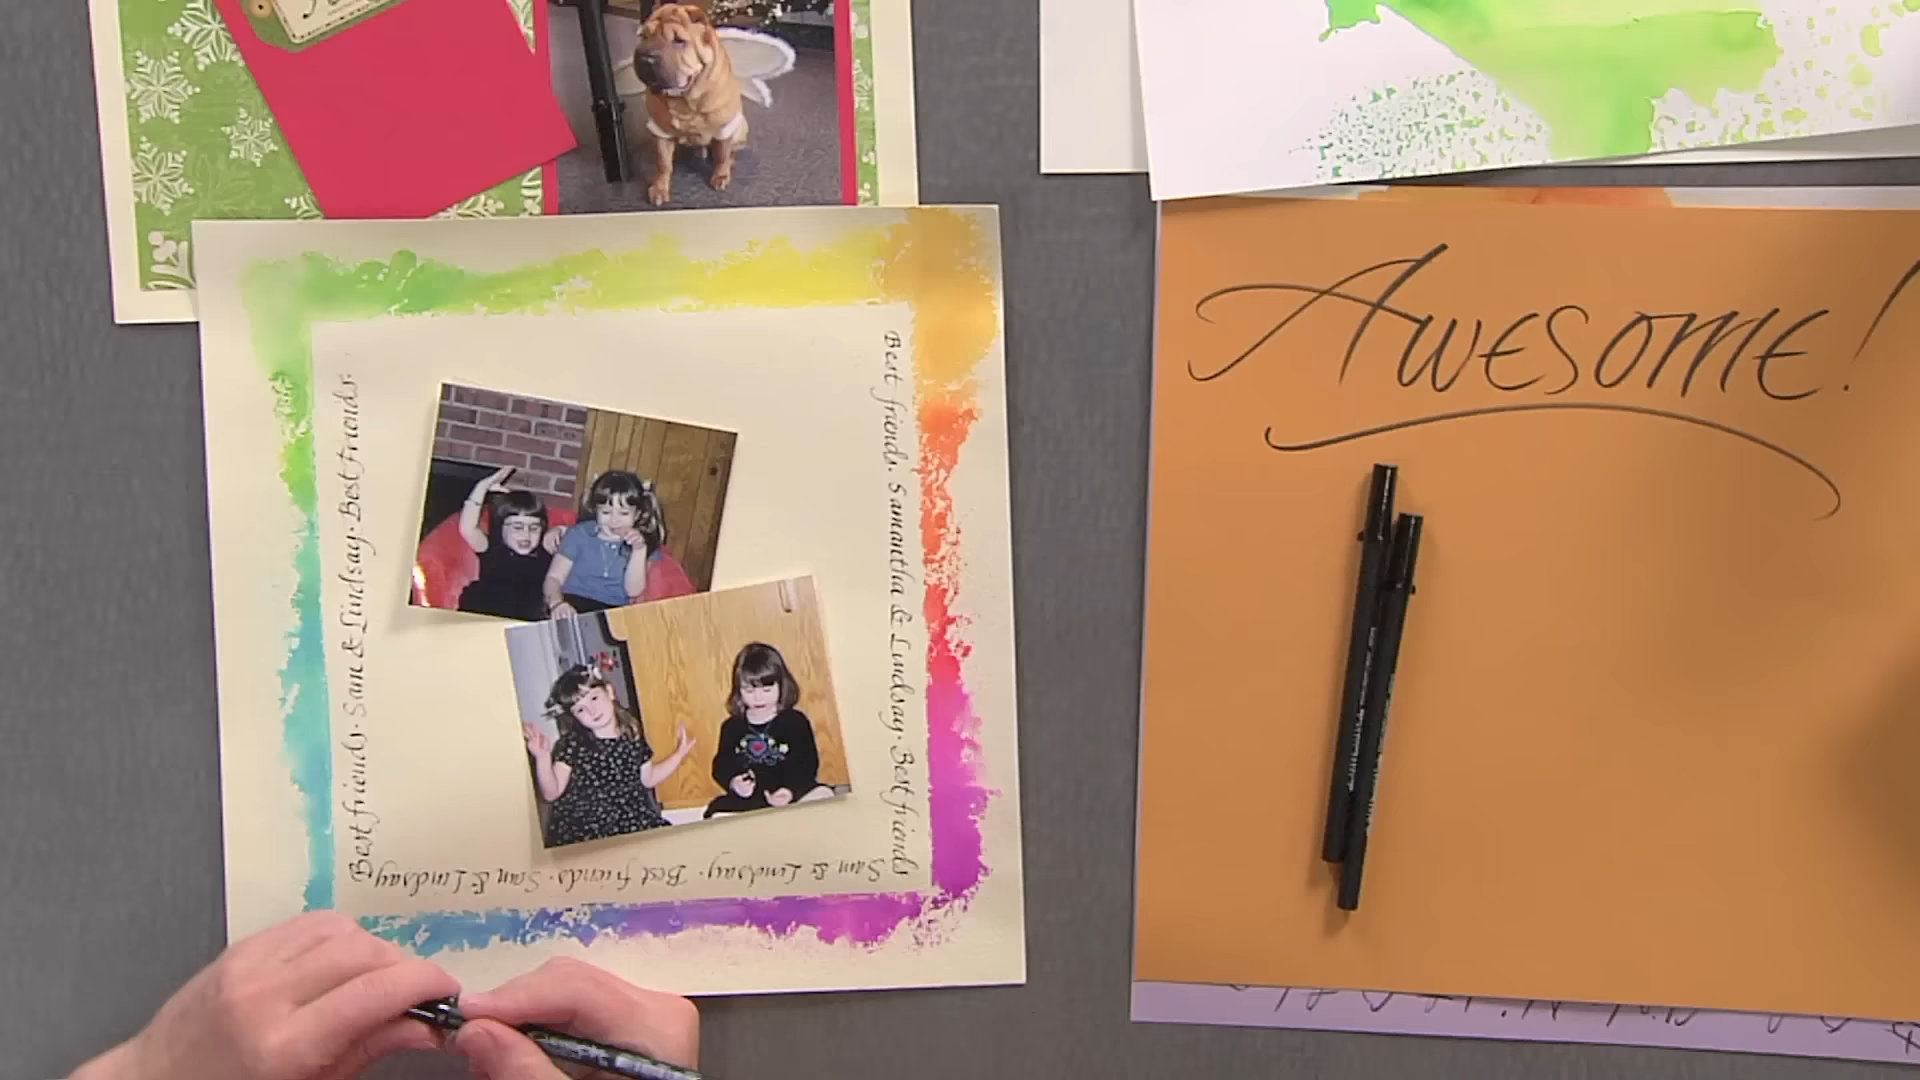 Awesome!
Best friends. Samantha & Lindsay. Best friends
Sam & Lindsay. Best friends. Sam & Lindsay
Best friends. Sam & Lindsay. Best friends.